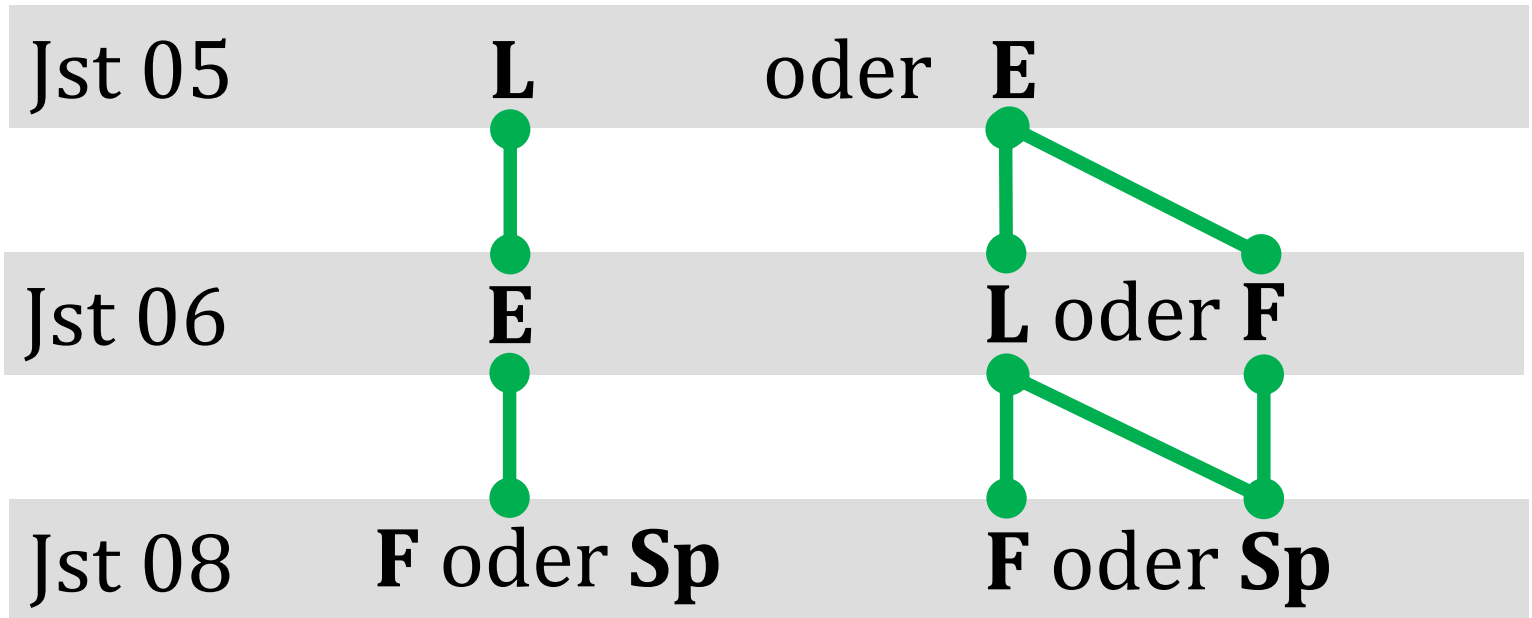 Jst 05 L oder E
Jst 06 E L oder F
Jst 08 F oder Sp F oder Sp